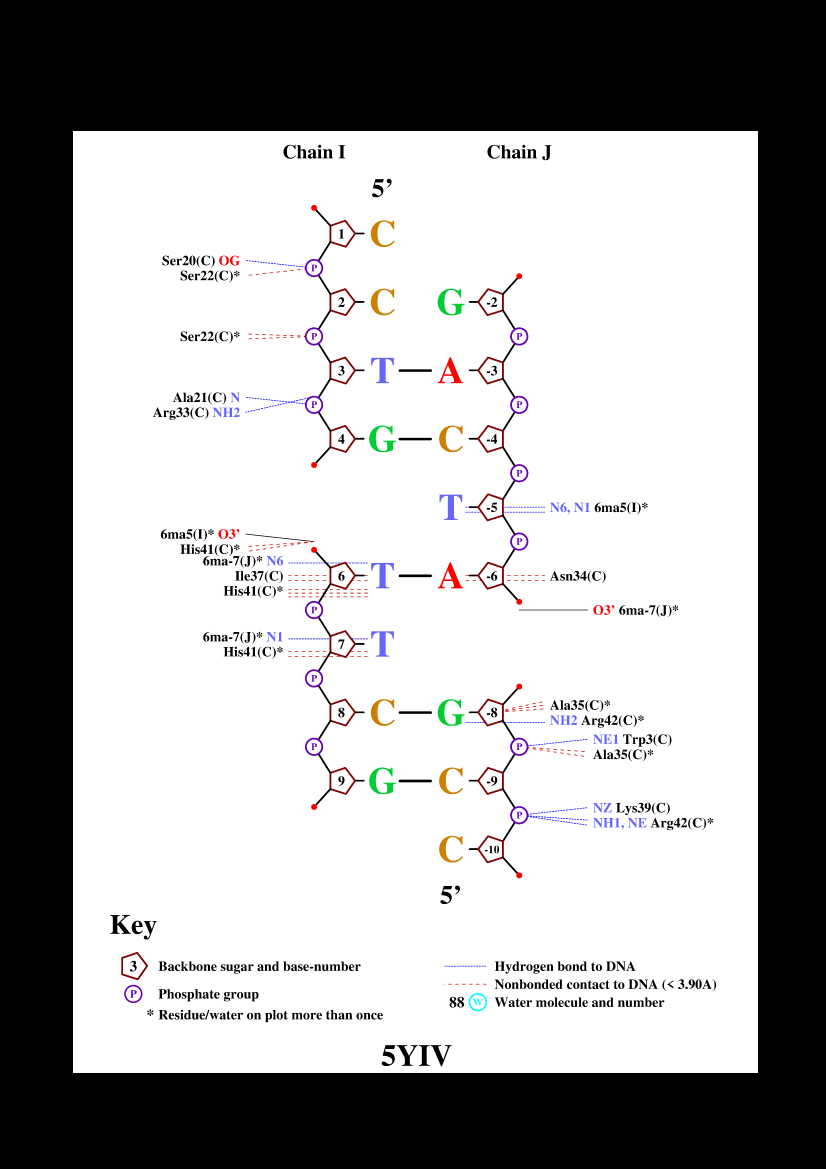 Chain I Chain J
5’
1 C
Ser20(C) OG P
Ser22(C)*
2 C G -2
Ser22(C)* P P
3 T A -3
Ala21(C) N P P
Arg33(C) NH2
4 G C -4
P
T -5 N6, N1 6ma5(I)*
6ma5(I)* O3’ P
His41(C)*
6ma-7(J)* N6
Ile37(C) 6 T A -6 Asn34(C)
His41(C)*
P O3’ 6ma-7(J)*
6ma-7(J)* N1 7 T
His41(C)*
P
Ala35(C)*
8 C G -8
NH2 Arg42(C)*
NE1 Trp3(C)
P P
Ala35(C)*
9 G C -9
NZ Lys39(C)
P
NH1, NE Arg42(C)*
C -10
5’
Key
3 Backbone sugar and base-number Hydrogen bond to DNA
Nonbonded contact to DNA (< 3.90A)
P Phosphate group 88 W Water molecule and number
* Residue/water on plot more than once
5YIV